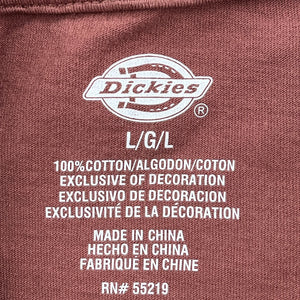 Dickies®
L/G/L
100%COTTON/ALGODON/COTON
EXCLUSIVE OF DECORATION
EXCLUSIVO DE DECORACION
EXCLUSIVITÉ DE LA DÉCORATION
MADE IN CHINA
HECHO EN CHINA
FABRIQUÉ EN CHINE
RN# 55219